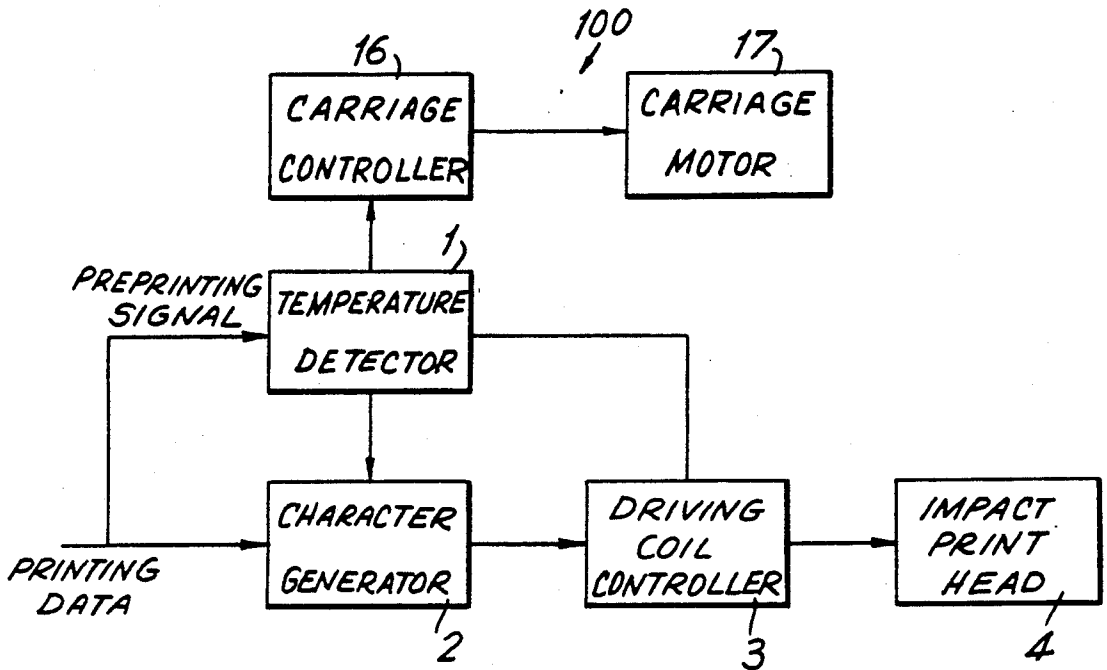 100
16
CARRIAGE
CONTROLLER
17
CARRIAGE
MOTOR
PREPRINTING
SIGNAL
1
TEMPERATURE
DETECTOR
PRINTING
DATA
CHARACTER
GENERATOR
2
DRIVING
COIL
CONTROLLER
3
IMPACT
PRINT
HEAD
4